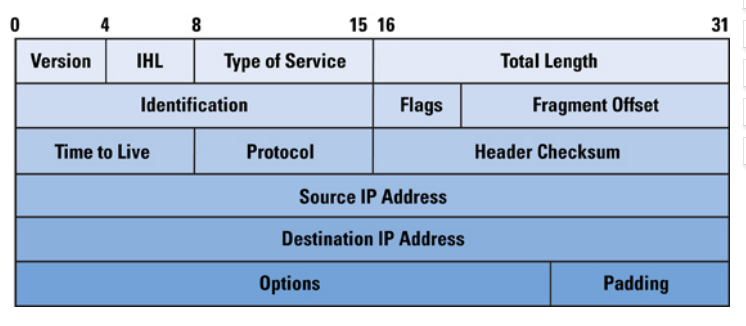 0 4 8 15 16 31
Version IHL Type of Service Total Length
Identification Flags Fragment Offset
Time to Live Protocol Header Checksum
Source IP Address
Destination IP Address
Options Padding